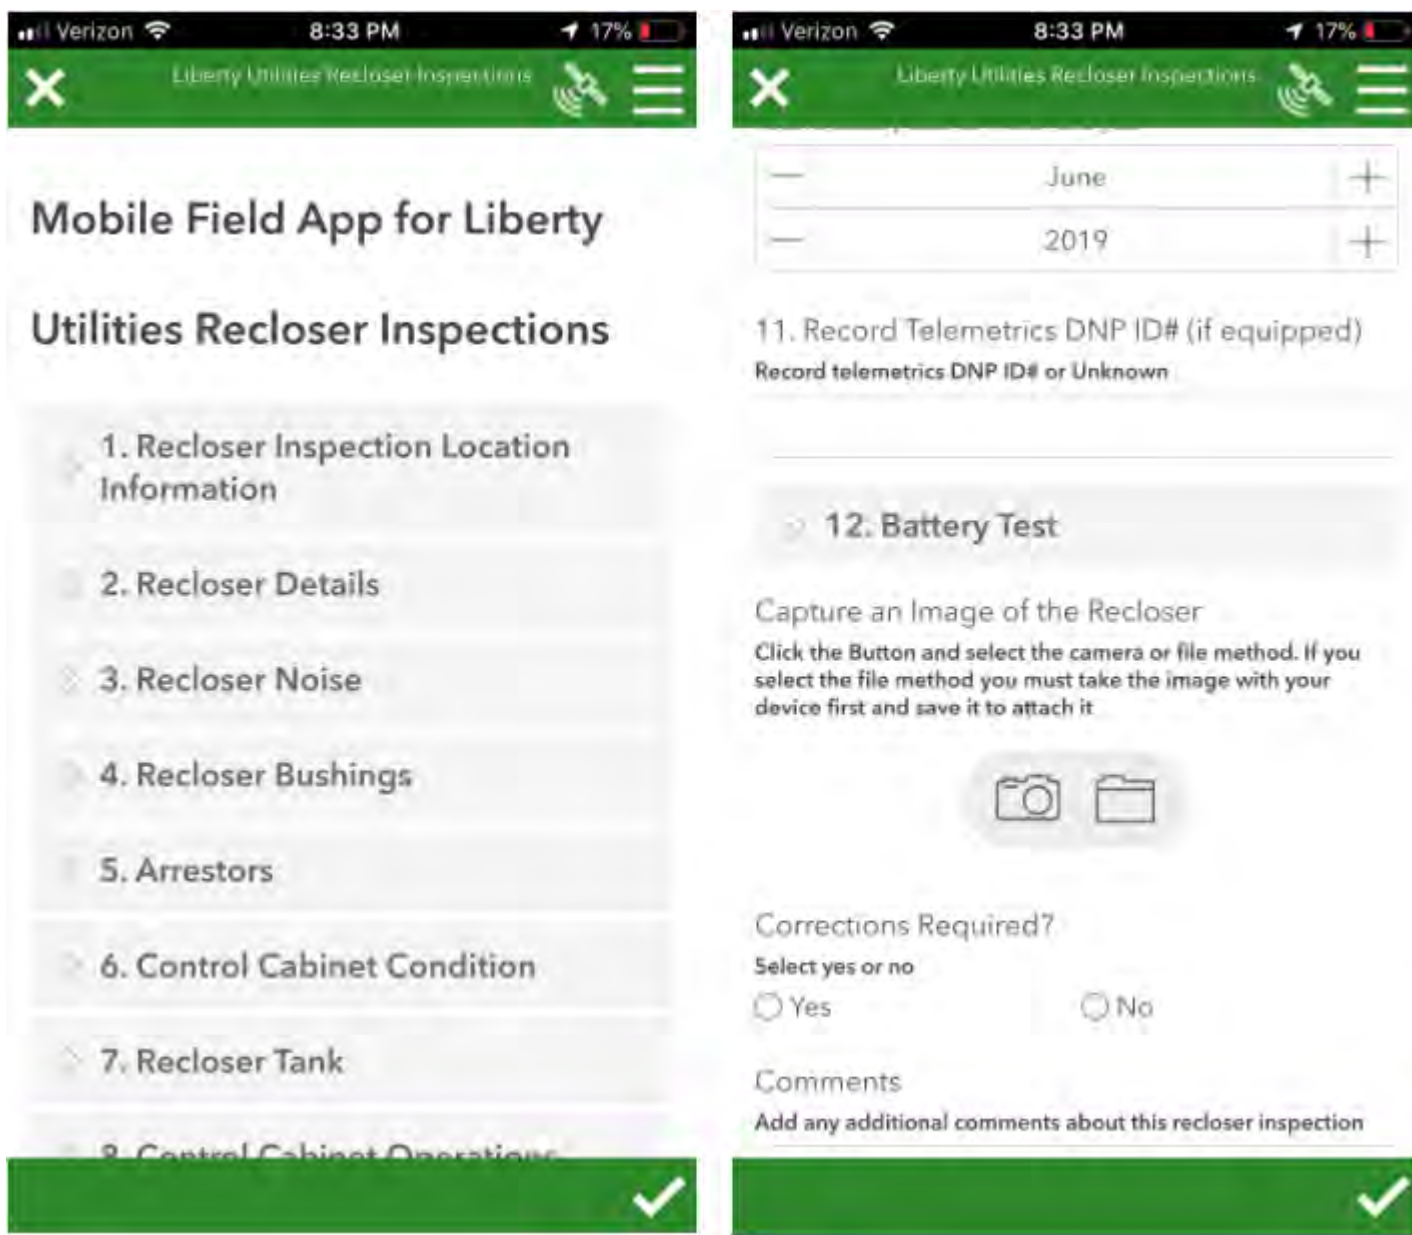 Verizon 8:33 PM 17%
Liberty Utilities Recloser Inspections
Mobile Field App for Liberty
Utilities Recloser Inspections
1. Recloser Inspection Location
Information
2. Recloser Details
3. Recloser Noise
4. Recloser Bushings
5. Arrestors
6. Control Cabinet Condition
7. Recloser Tank
8. Control Cabinet Operations
Verizon 8:33 PM 17%
Liberty Utilities Recloser Inspections
June
2019
11. Record Telemetrics DNP ID# (if equipped)
Record telemetrics DNP ID# or Unknown
12. Battery Test
Capture an Image of the Recloser
Click the Button and select the camera or file method. If you
select the file method you must take the image with your
device first and save it to attach it
Corrections Required?
Select yes or no
Yes No
Comments
Add any additional comments about this recloser inspection